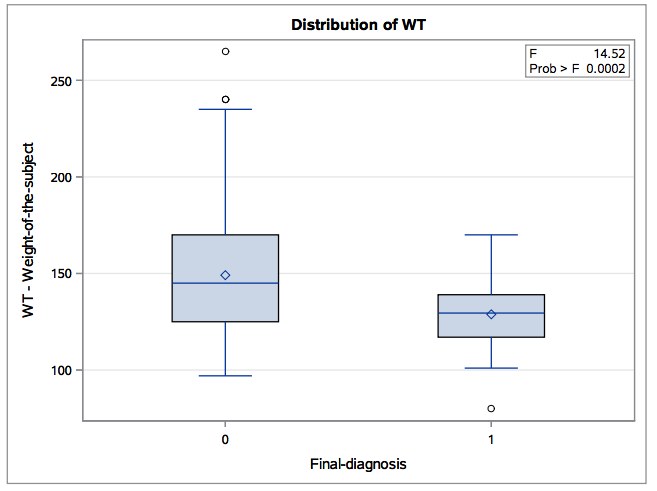 Distribution of WT
F 14.52
Prob > F 0.0002
250
200
150
100
WT - Weight-of-the-subject
0 1
Final-diagnosis